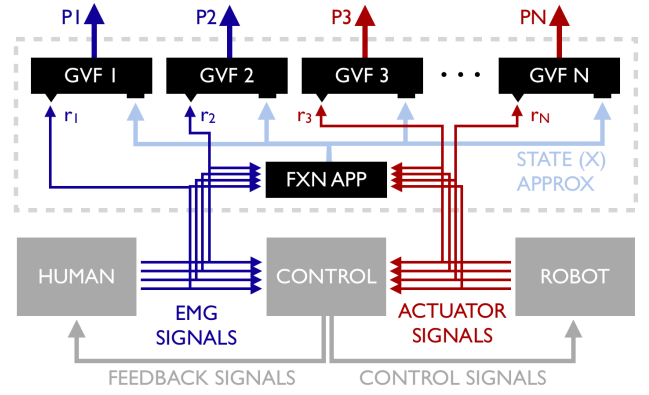 P1 P2 P3 PN
GVF 1 GVF 2 GVF 3 ... GVF N
r1 r2 r3 rN
STATE (X)
APPROX
FXN APP
HUMAN CONTROL ROBOT
EMG
SIGNALS
ACTUATOR
SIGNALS
FEEDBACK SIGNALS CONTROL SIGNALS